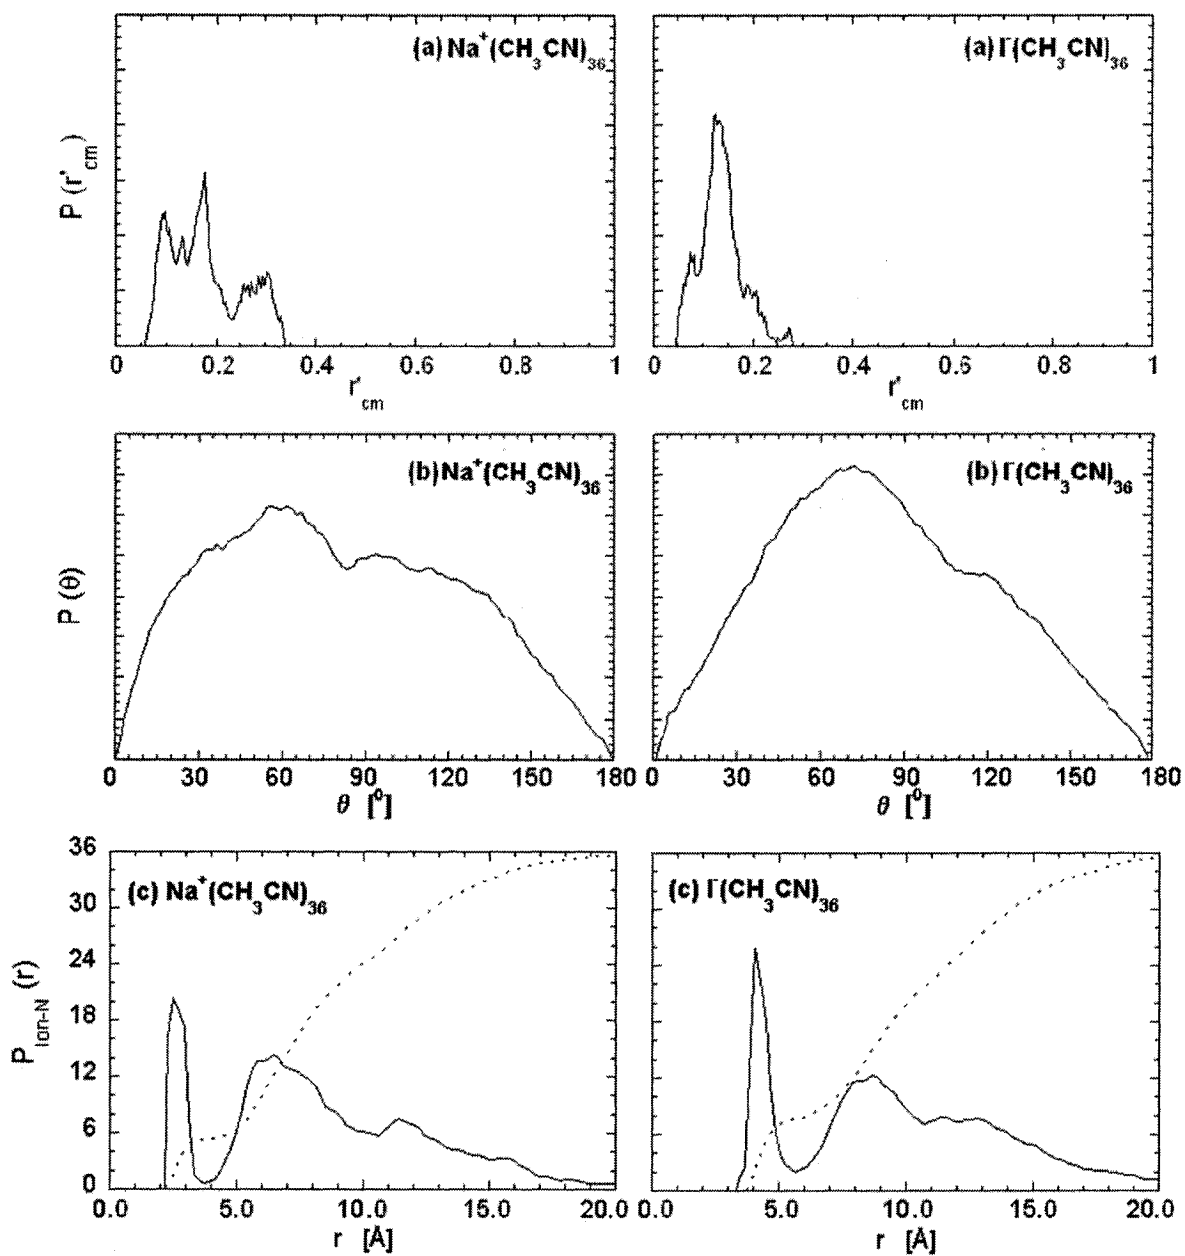 (a) Na⁺(CH₃CN)₃₆
(a) I⁻(CH₃CN)₃₆
P (r'cm)
0 0.2 0.4 0.6 0.8 1
0 0.2 0.4 0.6 0.8 1
r'cm
r'cm
(b) Na⁺(CH₃CN)₃₆
(b) I⁻(CH₃CN)₃₆
P (θ)
0 30 60 90 120 150 180
0 30 60 90 120 150 180
θ [⁰]
θ [⁰]
36
30
24
18
12
6
0
(c) Na⁺(CH₃CN)₃₆
(c) I⁻(CH₃CN)₃₆
P Ion-N (r)
0.0 5.0 10.0 15.0 20.0
0.0 5.0 10.0 15.0 20.0
r [Å]
r [Å]